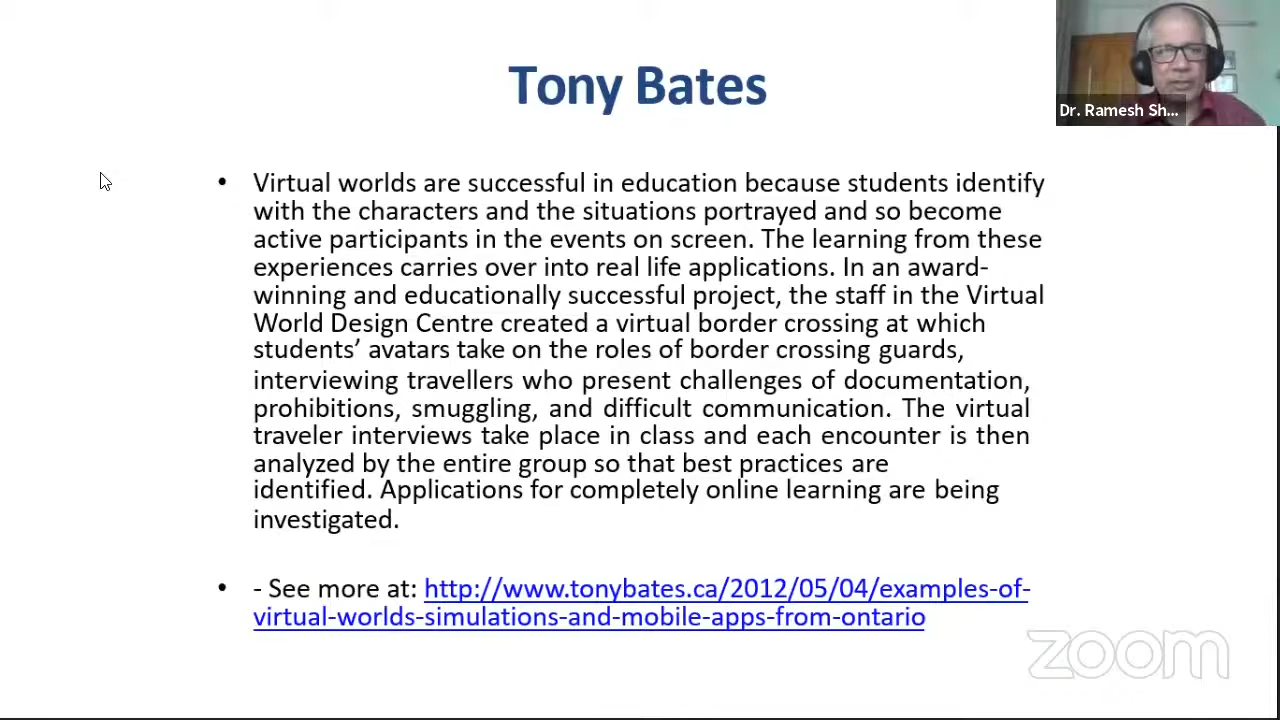 Tony Bates
Dr. Ramesh Sh...
• Virtual worlds are successful in education because students identify
with the characters and the situations portrayed and so become
active participants in the events on screen. The learning from these
experiences carries over into real life applications. In an award-
winning and educationally successful project, the staff in the Virtual
World Design Centre created a virtual border crossing at which
students’ avatars take on the roles of border crossing guards,
interviewing travellers who present challenges of documentation,
prohibitions, smuggling, and difficult communication. The virtual
traveler interviews take place in class and each encounter is then
analyzed by the entire group so that best practices are
identified. Applications for completely online learning are being
investigated.
• - See more at: http://www.tonybates.ca/2012/05/04/examples-of-
virtual-worlds-simulations-and-mobile-apps-from-ontario
zoom